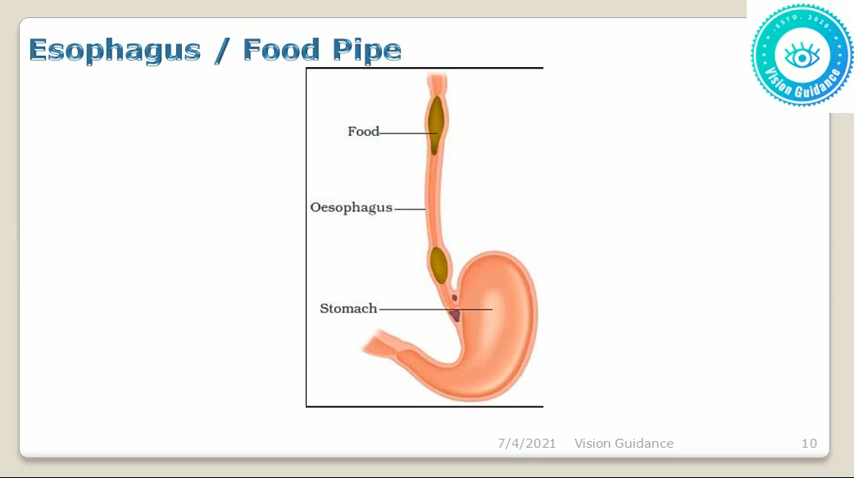 Esophagus / Food Pipe
·ESTD. 2020·
Vision Guidance
Food
Oesophagus
Stomach
7/4/2021 Vision Guidance 10